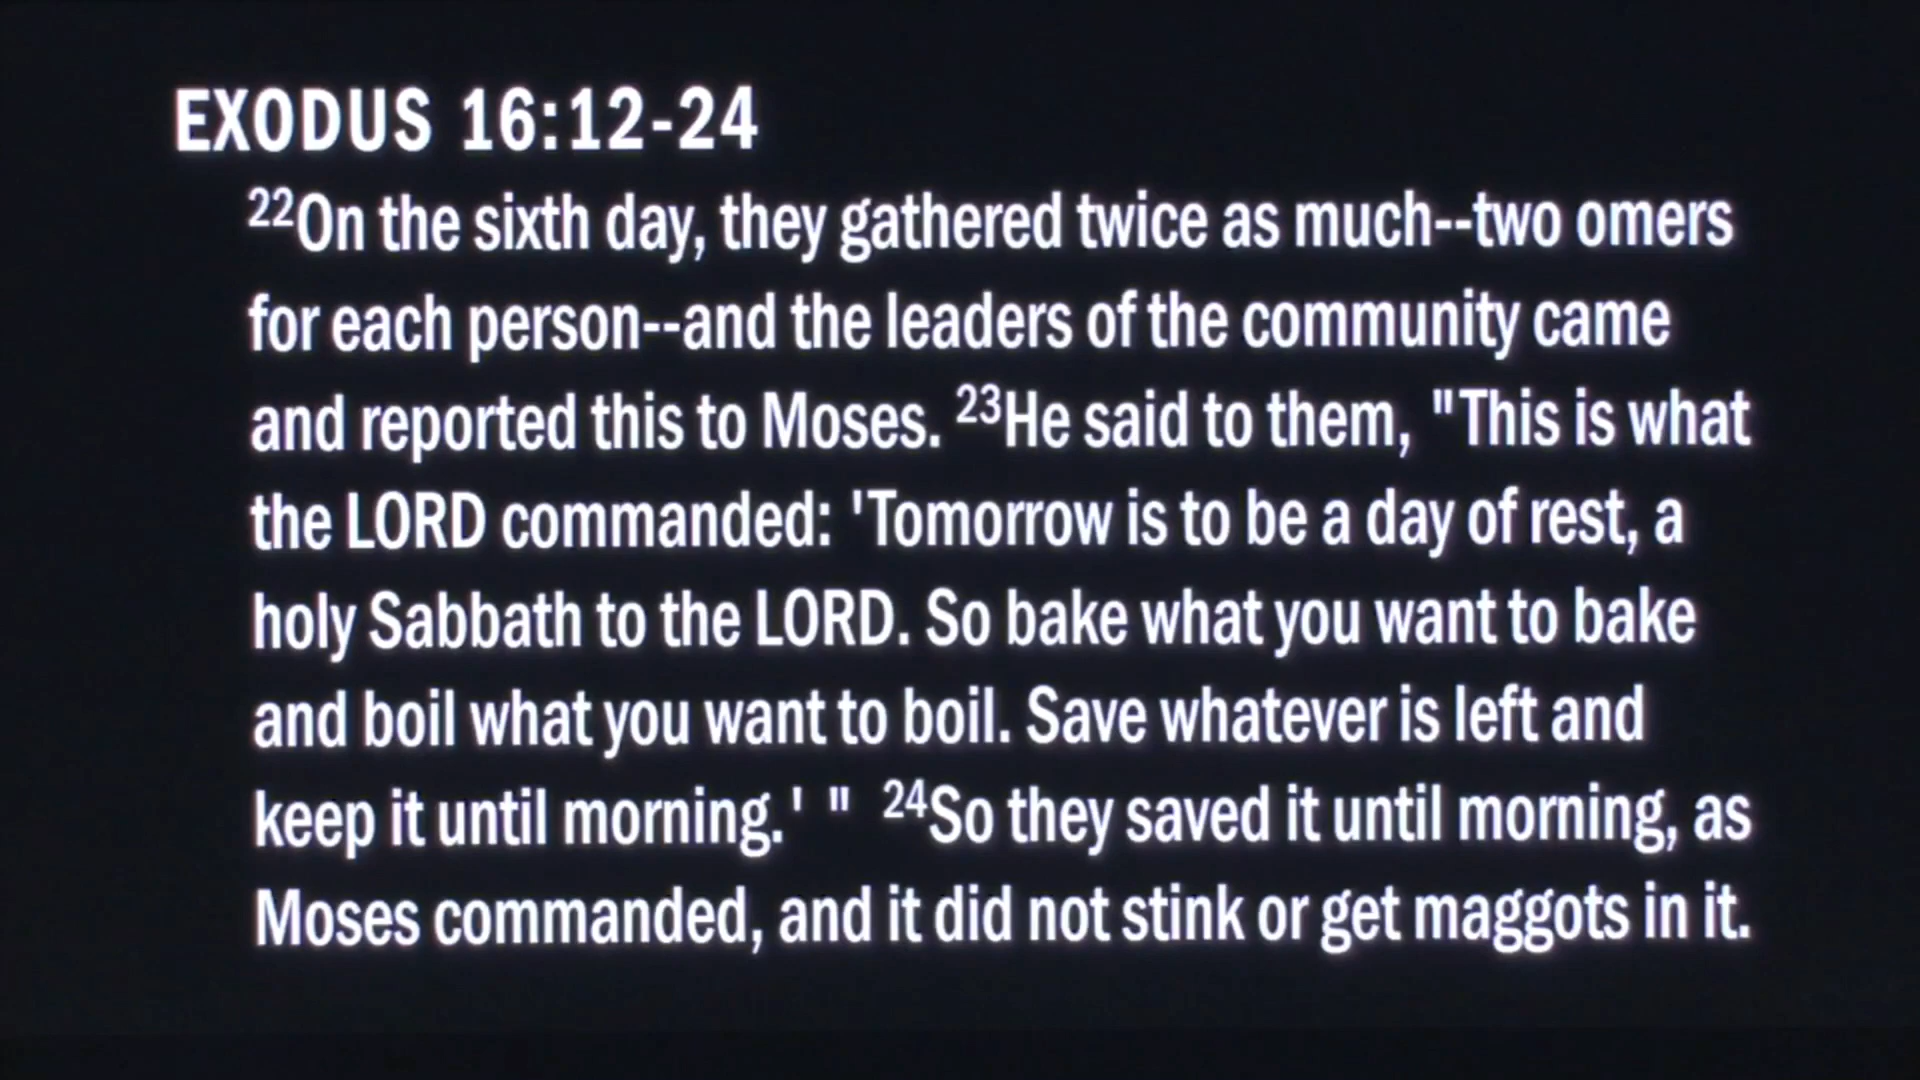 EXODUS 16:12-24
22On the sixth day, they gathered twice as much--two omers
for each person--and the leaders of the community came
and reported this to Moses. 23He said to them, "This is what
the LORD commanded: 'Tomorrow is to be a day of rest, a
holy Sabbath to the LORD. So bake what you want to bake
and boil what you want to boil. Save whatever is left and
keep it until morning.' " 24So they saved it until morning, as
Moses commanded, and it did not stink or get maggots in it.